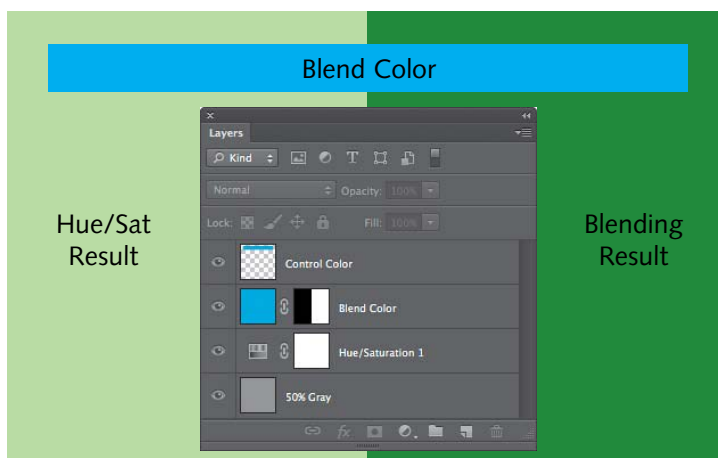 Blend Color
Layers
Kind
Normal Opacity: 100%
Lock: Fill: 100%
Hue/Sat
Result
Blending
Result
Control Color
Blend Color
Hue/Saturation 1
50% Gray
fx